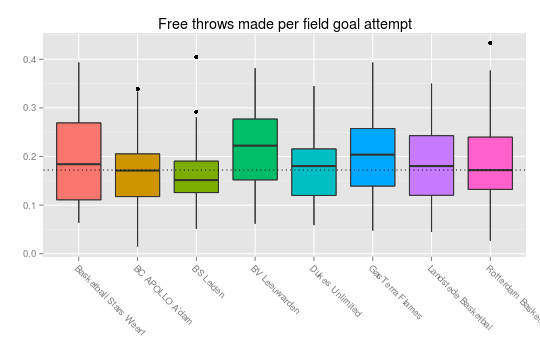 Free throws made per field goal attempt
0.4
0.3
0.2
0.1
0.0
Basketball Stars Weert
BC APOLLO A'dam
BS Leiden
BV Leeuwarden
Dukes Unlimited
GasTerra Flames
Landstede Basketbal
Rotterdam Basket